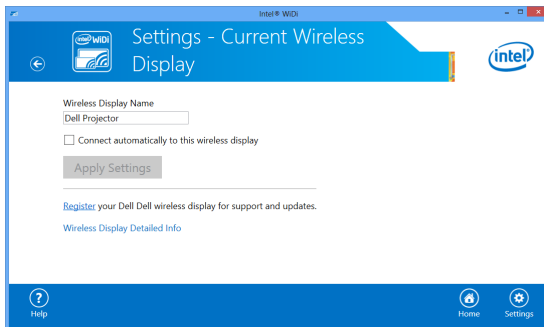 Intel® WiDi
intel WiDi
Settings - Current Wireless
Display
intel
Wireless Display Name
Dell Projector
Connect automatically to this wireless display
Apply Settings
Register your Dell Dell wireless display for support and updates.
Wireless Display Detailed Info
?
Help
Home
Settings